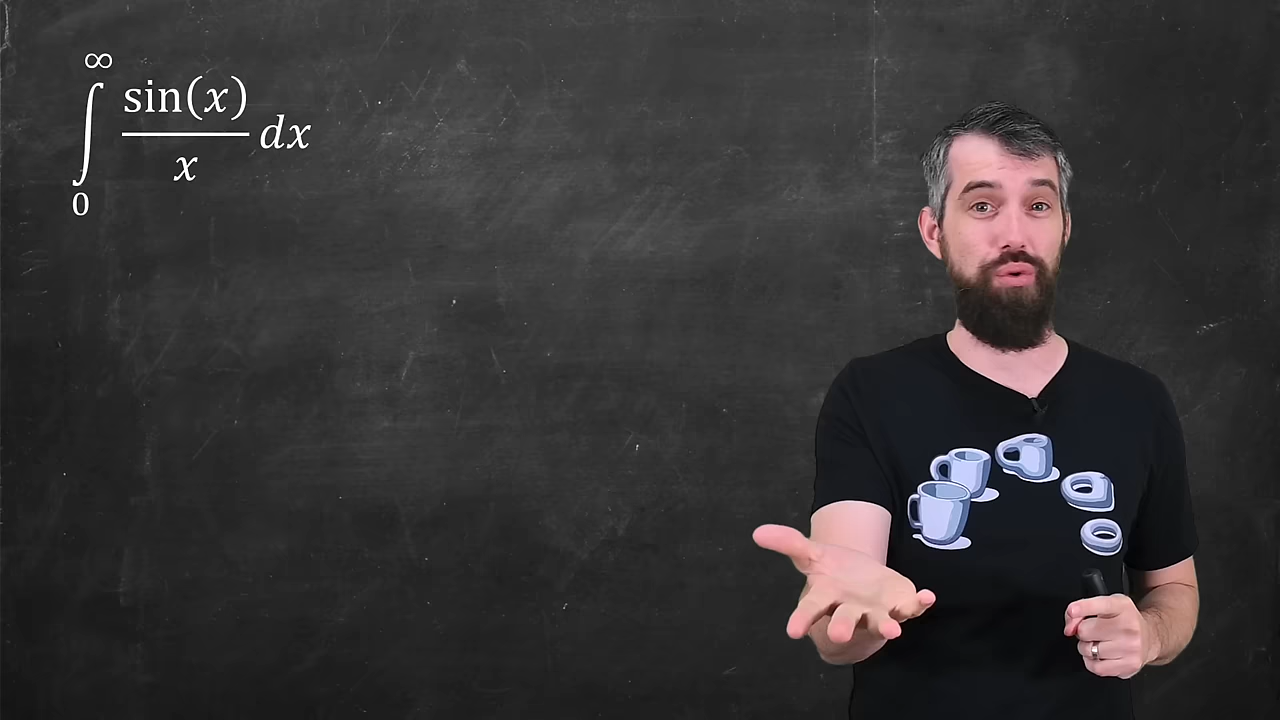 ∫₀^∞ sin(x)/x dx